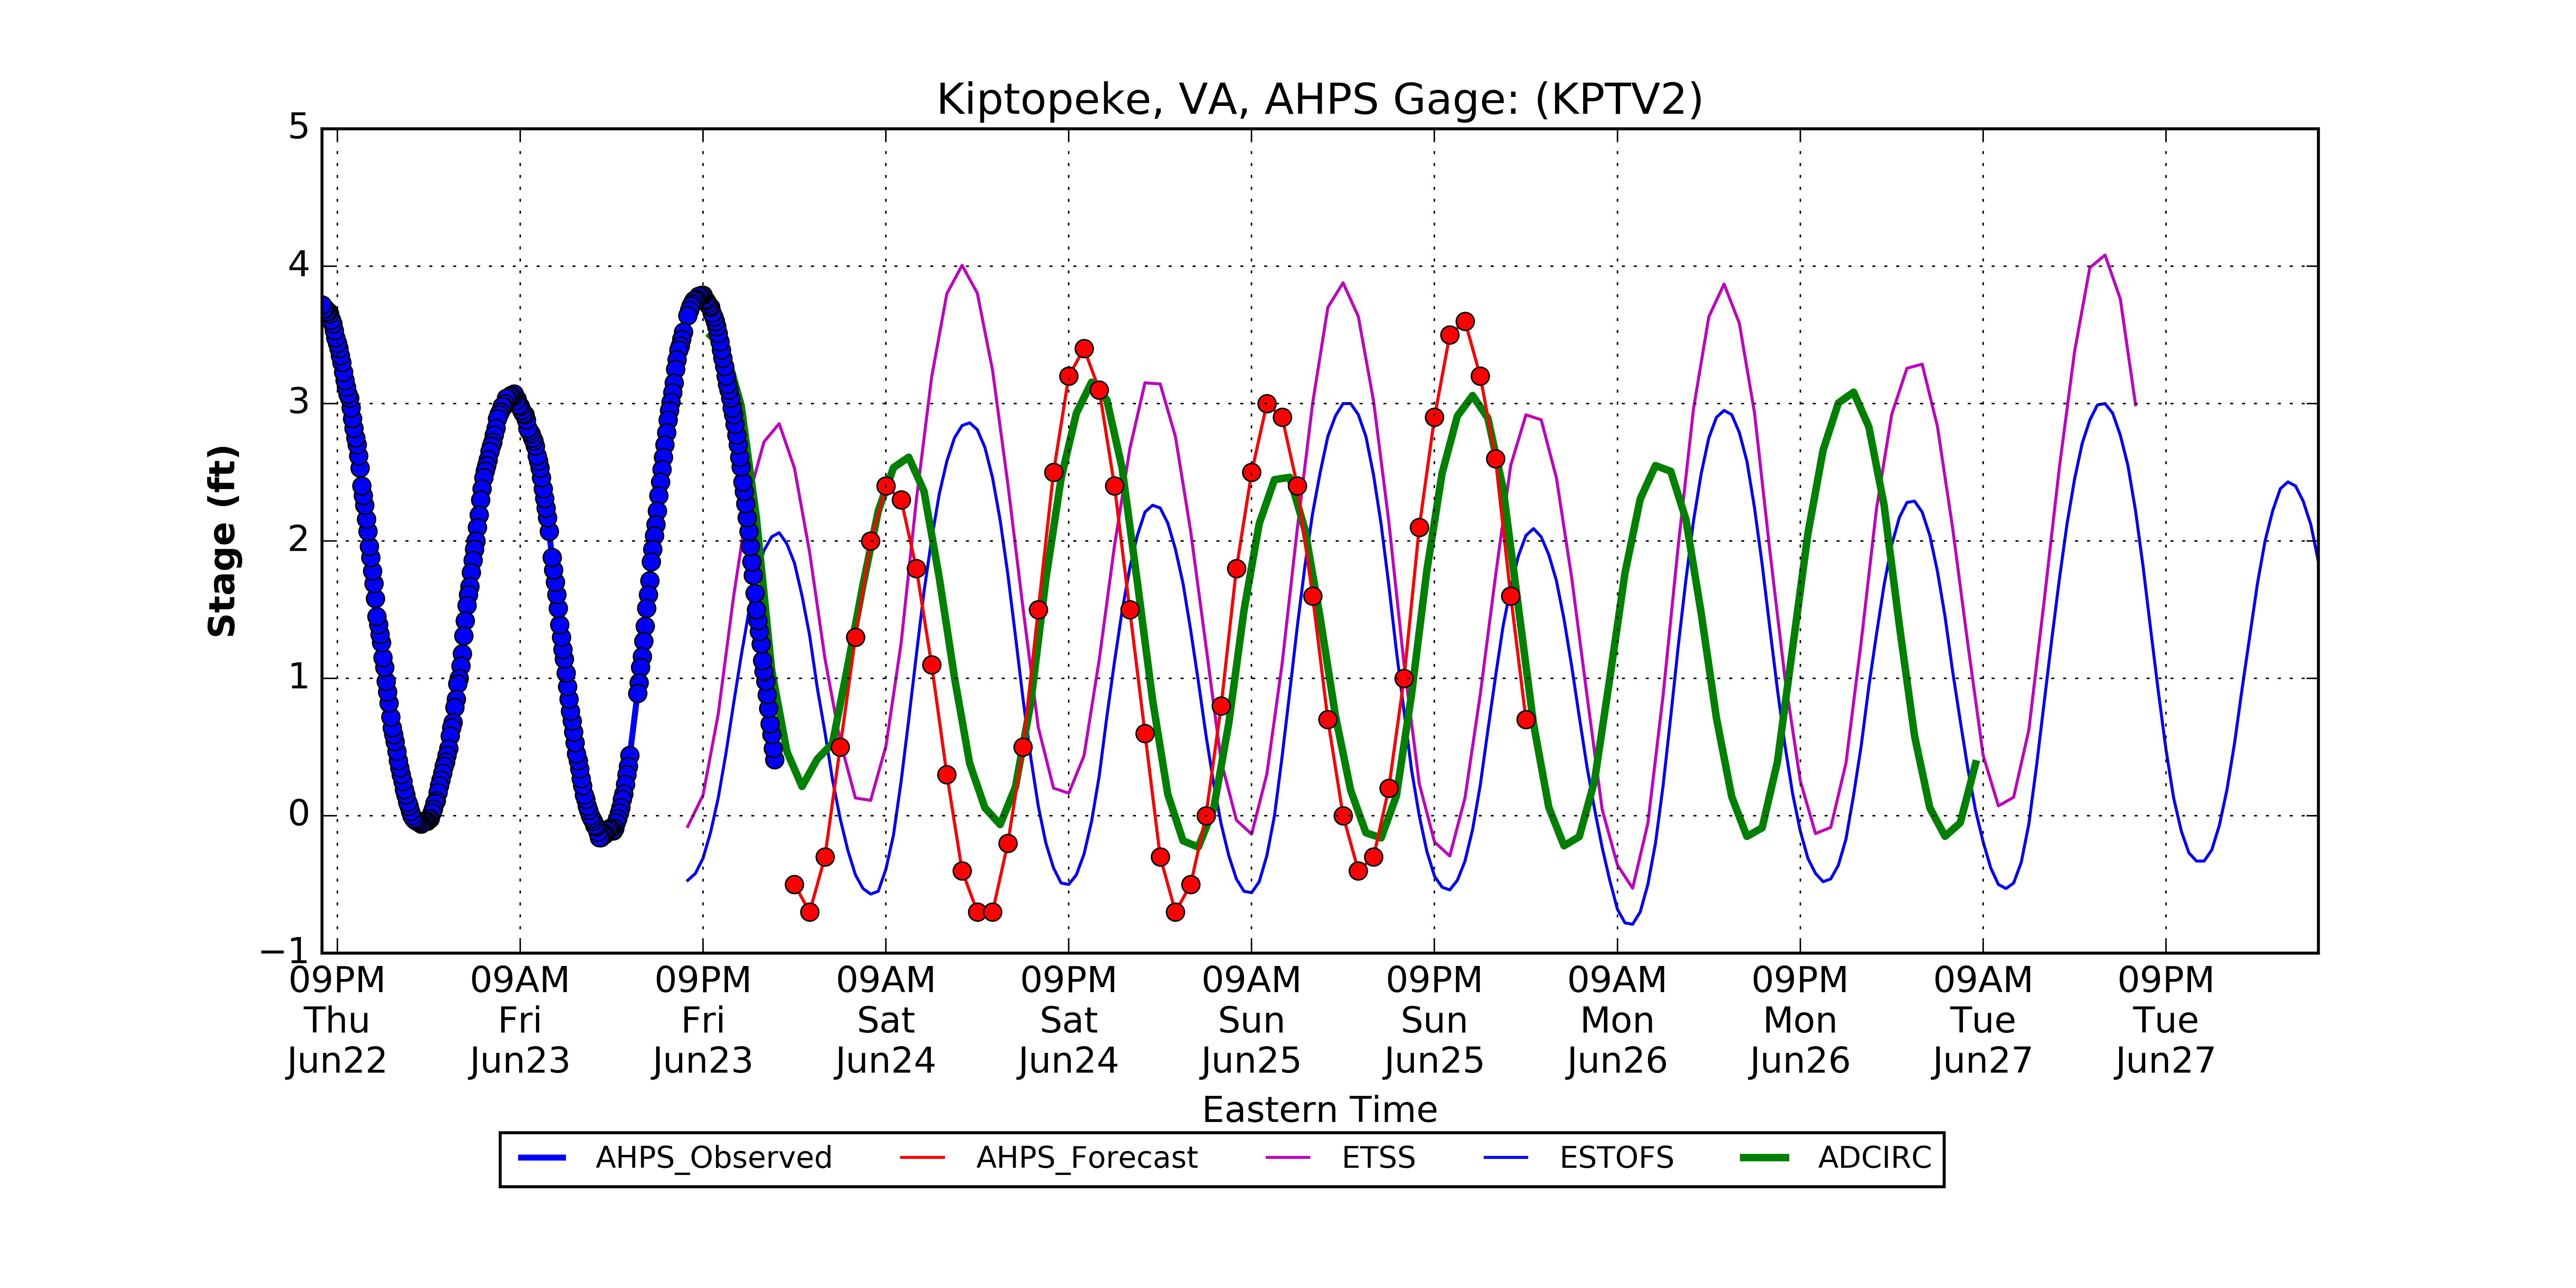 Kiptopeke, VA, AHPS Gage: (KPTV2)
5
4
3
2
1
0
−1
Stage (ft)
09PM 09AM 09PM 09AM 09PM 09AM 09PM 09AM 09PM 09AM 09PM
Thu Fri Fri Sat Sat Sun Sun Mon Mon Tue Tue
Jun22 Jun23 Jun23 Jun24 Jun24 Jun25 Jun25 Jun26 Jun26 Jun27 Jun27
Eastern Time
AHPS_Observed AHPS_Forecast ETSS ESTOFS ADCIRC